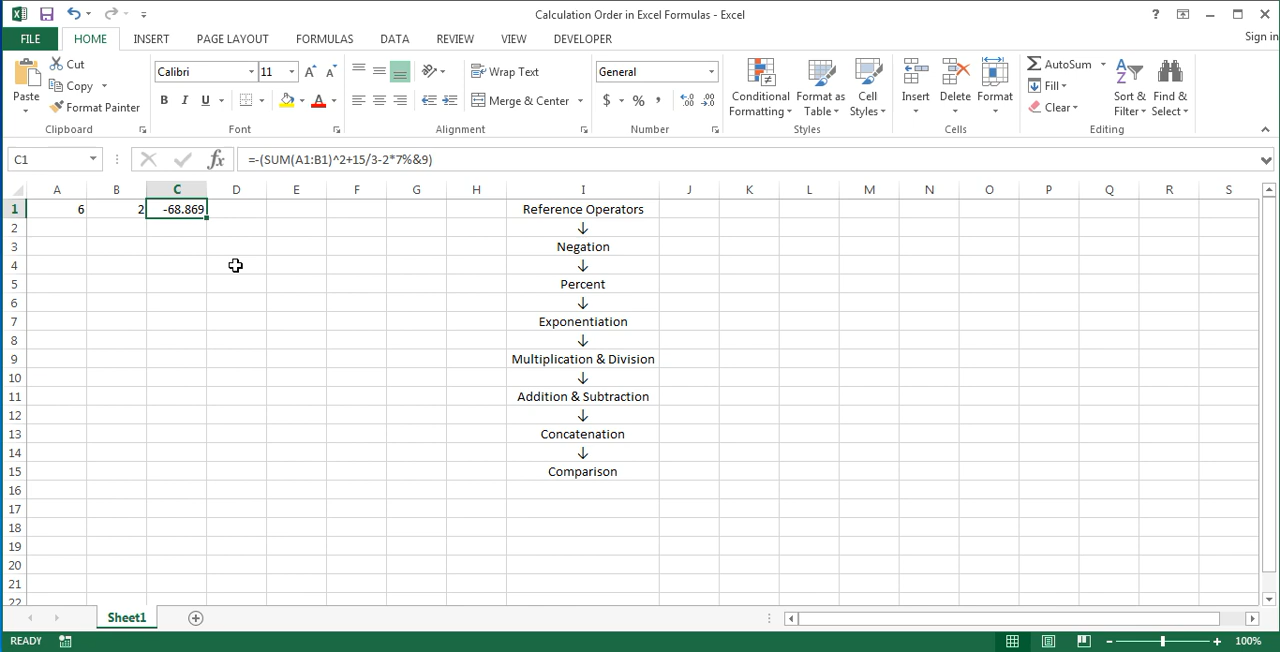 Calculation Order in Excel Formulas - Excel
?
FILE HOME INSERT PAGE LAYOUT FORMULAS DATA REVIEW VIEW DEVELOPER Sign in
Paste
Cut
Copy
Format Painter
Clipboard
Calibri 11
B I U
Font
Wrap Text
Merge & Center
Alignment
General
$ % ,
Number
Conditional Formatting
Format as Table
Cell Styles
Styles
Insert Delete Format
Cells
AutoSum
Fill
Clear
Sort & Filter
Find & Select
Editing
C1 fx =-(SUM(A1:B1)^2+15/3-2*7%&9)
A B C D E F G H I J K L M N O P Q R S
1 6 2 -68.869 Reference Operators
2 ↓
3 Negation
4 ↓
5 Percent
6 ↓
7 Exponentiation
8 ↓
9 Multiplication & Division
10 ↓
11 Addition & Subtraction
12 ↓
13 Concatenation
14 ↓
15 Comparison
16
17
18
19
20
21
22
Sheet1
READY 100%